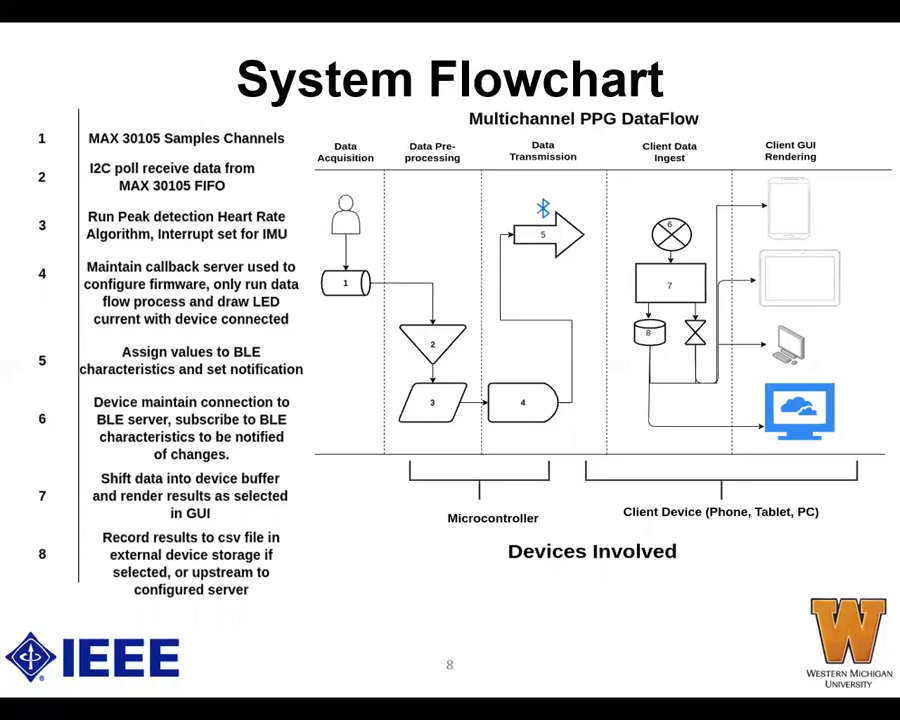 System Flowchart
1
MAX 30105 Samples Channels
2
I2C poll receive data from
MAX 30105 FIFO
3
Run Peak detection Heart Rate
Algorithm, Interrupt set for IMU
4
Maintain callback server used to
configure firmware, only run data
flow process and draw LED
current with device connected
5
Assign values to BLE
characteristics and set notification
6
Device maintain connection to
BLE server, subscribe to BLE
characteristics to be notified
of changes.
7
Shift data into device buffer
and render results as selected
in GUI
8
Record results to csv file in
external device storage if
selected, or upstream to
configured server
Multichannel PPG DataFlow
Data
Acquisition
Data Pre-
processing
Data
Transmission
Client Data
Ingest
Client GUI
Rendering
1
2
3
4
5
6
7
8
Microcontroller
Client Device (Phone, Tablet, PC)
Devices Involved
IEEE
®
8
W
WESTERN MICHIGAN
UNIVERSITY